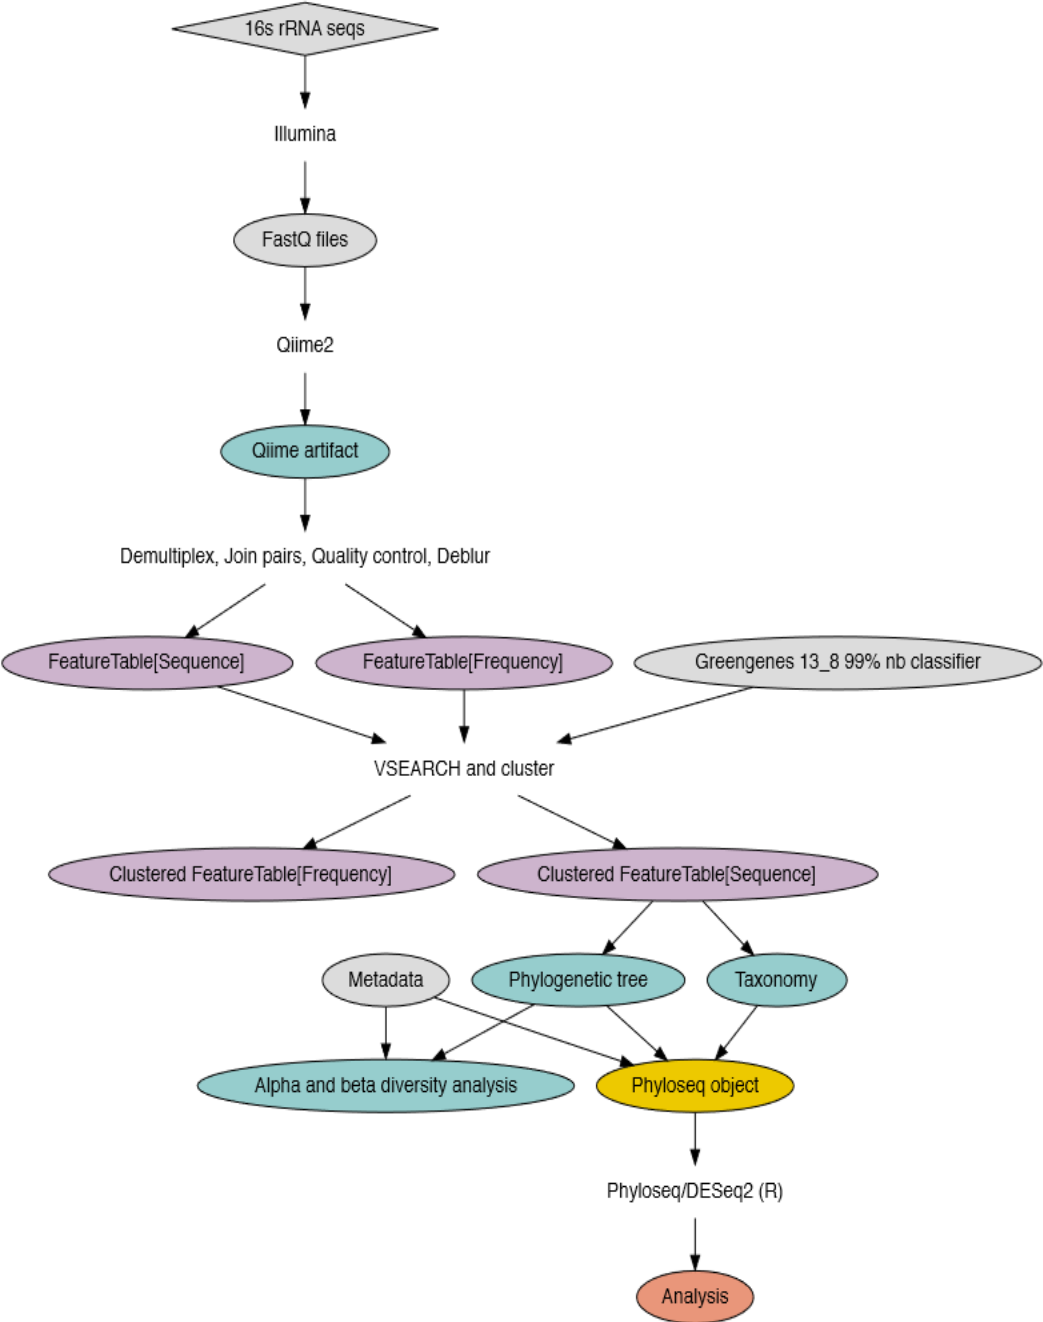 16s rRNA seqs
Illumina
FastQ files
Qiime2
Qiime artifact
Demultiplex, Join pairs, Quality control, Deblur
FeatureTable[Sequence]
FeatureTable[Frequency]
Greengenes 13_8 99% nb classifier
VSEARCH and cluster
Clustered FeatureTable[Frequency]
Clustered FeatureTable[Sequence]
Metadata
Phylogenetic tree
Taxonomy
Alpha and beta diversity analysis
Phyloseq object
Phyloseq/DESeq2 (R)
Analysis